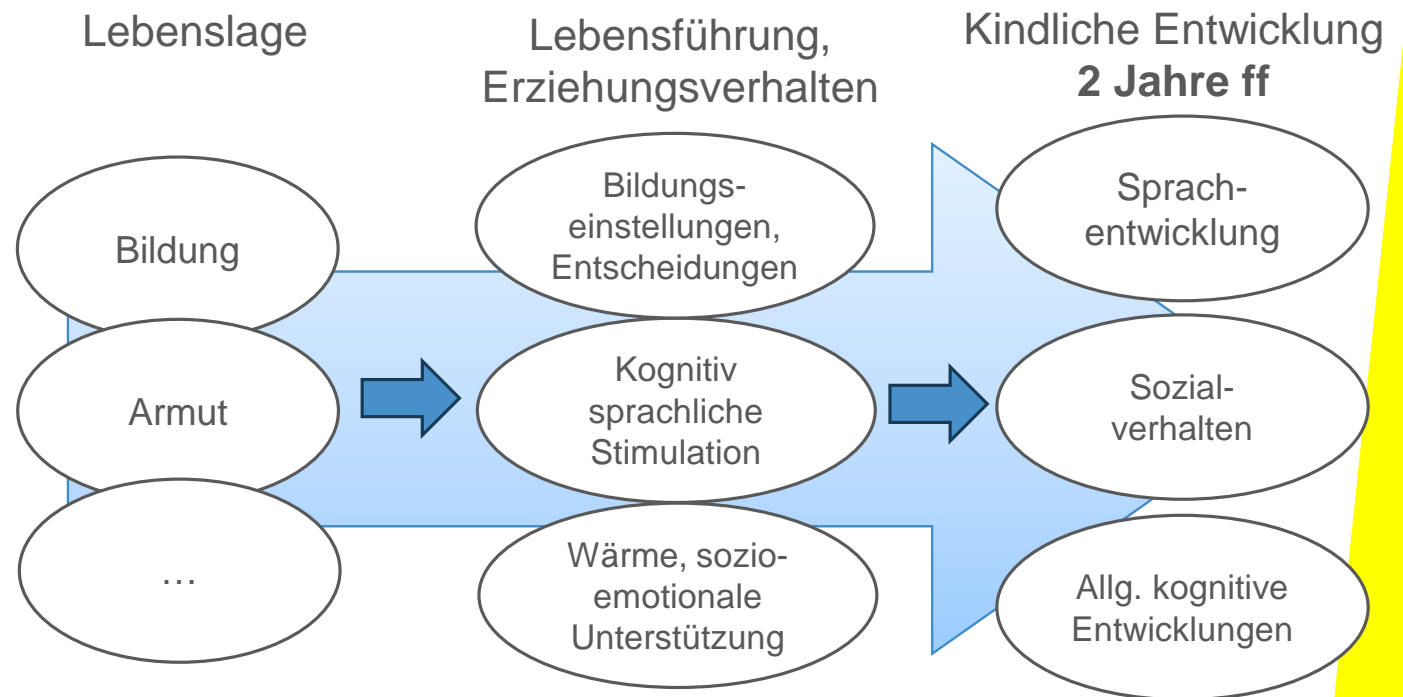 Lebenslage
Lebensführung,
Erziehungsverhalten
Kindliche Entwicklung
2 Jahre ff
Bildung
Armut
…
Bildungs-
einstellungen,
Entscheidungen
Kognitiv
sprachliche
Stimulation
Wärme, sozio-
emotionale
Unterstützung
Sprach-
entwicklung
Sozial-
verhalten
Allg. kognitive
Entwicklungen